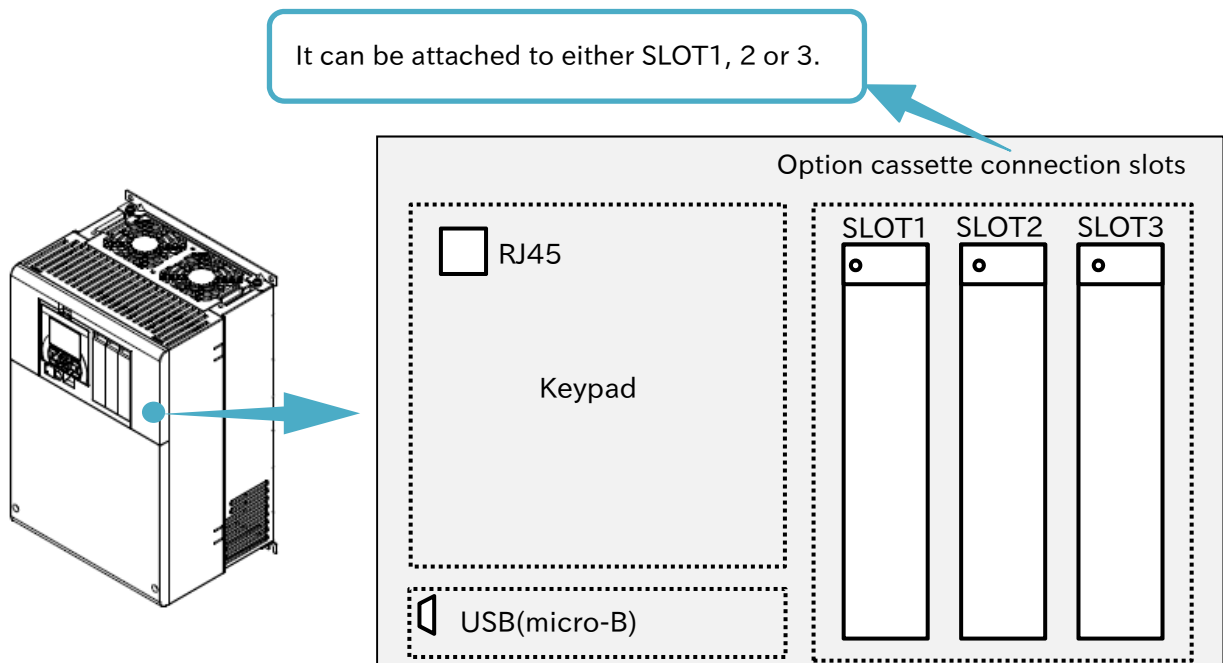 It can be attached to either SLOT1, 2 or 3.
Option cassette connection slots
SLOT1 SLOT2 SLOT3
RJ45
Keypad
USB(micro-B)